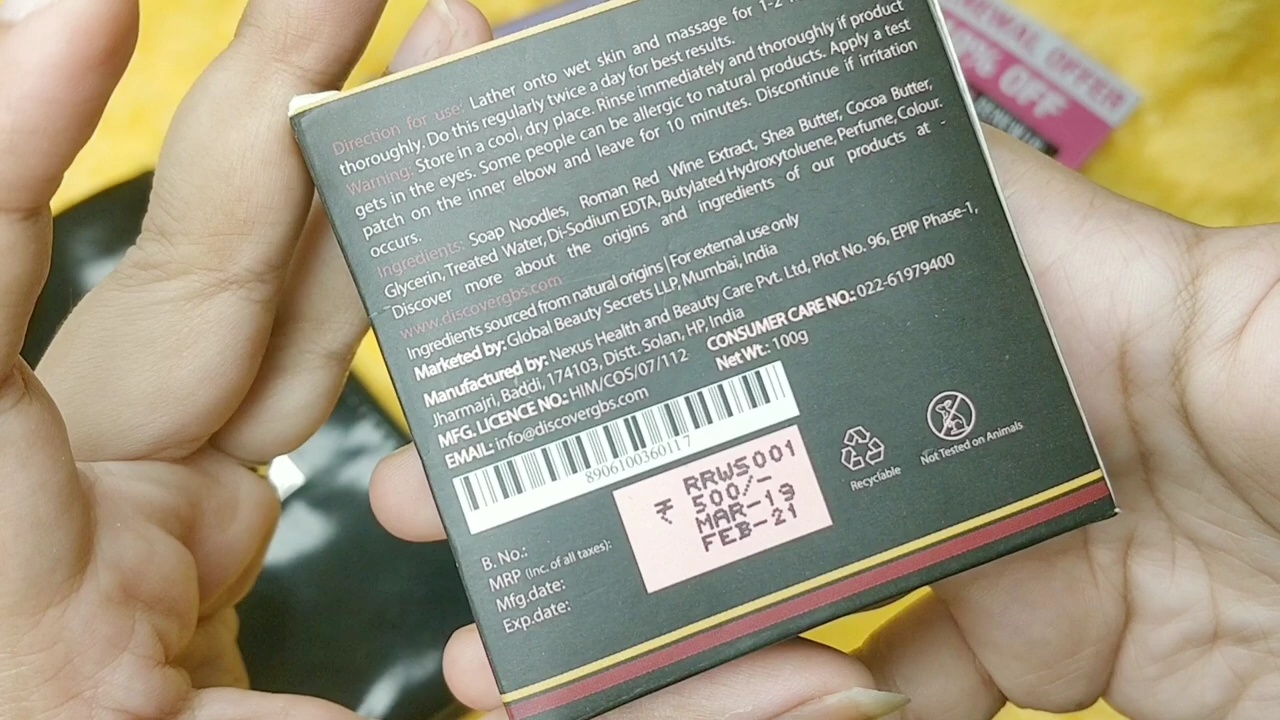 Direction for use: Lather onto wet skin and massage for 1-2
thoroughly. Do this regularly twice a day for best results.
Warning: Store in a cool, dry place. Rinse immediately and thoroughly if product
gets in the eyes. Some people can be allergic to natural products. Apply a test
patch on the inner elbow and leave for 10 minutes. Discontinue if irritation
occurs.
Ingredients: Soap Noodles, Roman Red Wine Extract, Shea Butter, Cocoa Butter,
Glycerin, Treated Water, Di-Sodium EDTA, Butylated Hydroxytoluene, Perfume, Colour.
Discover more about the origins and ingredients of our products at -
www.discovergbs.com
Ingredients sourced from natural origins | For external use only
Marketed by: Global Beauty Secrets LLP, Mumbai, India
Manufactured by: Nexus Health and Beauty Care Pvt. Ltd, Plot No. 96, EPIP Phase-1,
Jharmajri, Baddi, 174103, Distt. Solan, HP, India
MFG. LICENCE NO.: HIM/COS/07/112 CONSUMER CARE NO.: 022-61979400
EMAIL: info@discovergbs.com Net Wt.: 100g
8906100360117
B. No.: RRWS001
MRP (inc. of all taxes): ₹ 500/-
Mfg.date: MAR-19
Exp.date: FEB-21
Recyclable
Not Tested on Animals
OFFER
% OFF